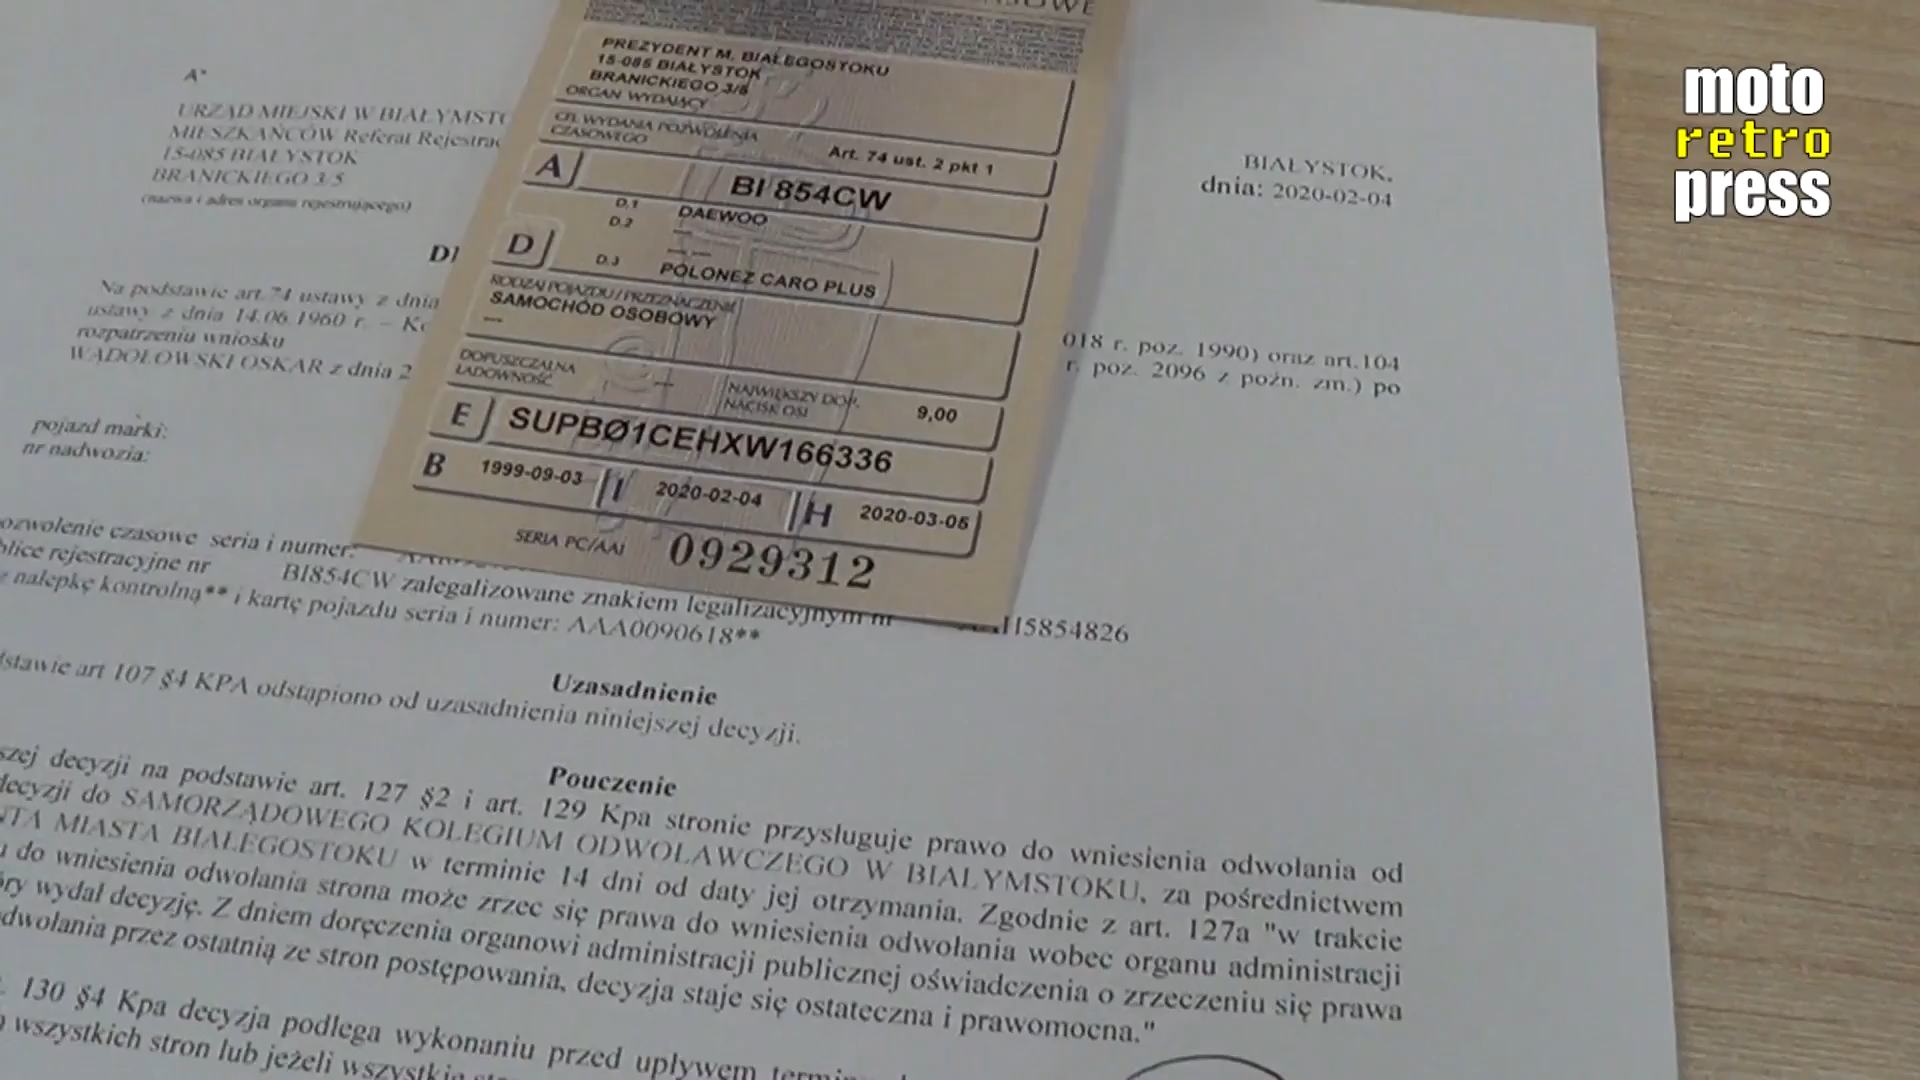 moto
retro
press
PREZYDENT M. BIAŁEGOSTOKU
15-085 BIAŁYSTOK
BRANICKIEGO 3/5
ORGAN WYDAJĄCY
CEL WYDANIA POZWOLENIA
CZASOWEGO
Art. 74 ust. 2 pkt 1
A BI 854CW
D.1 DAEWOO
D.2 ---
--- ---
D D.3 POLONEZ CARO PLUS
RODZAJ POJAZDU / PRZEZNACZENIE
SAMOCHÓD OSOBOWY
---
DOPUSZCZALNA
ŁADOWNOŚĆ ---
NAJWIĘKSZY DOP.
NACISK OSI 9,00
E SUPBØ1CEHXW166336
B 1999-09-03 I 2020-02-04 H 2020-03-05
SERIA PC/AAI 0929312
A*
URZĄD MIEJSKI W BIAŁYMSTO
MIESZKAŃCÓW Referat Rejestrac
15-085 BIAŁYSTOK
BRANICKIEGO 3/5
(nazwa i adres organu rejestrującego)
BIAŁYSTOK,
dnia: 2020-02-04
Na podstawie art.74 ustawy z dnia 018 r. poz. 1990) oraz art.104
ustawy z dnia 14.06.1960 r. – Ko r. poz. 2096 z poźn. zm.) po
rozpatrzeniu wniosku
WĄDOŁOWSKI OSKAR z dnia 2
pojazd marki:
nr nadwozia:
ozwolenie czasowe seria i numer:
blice rejestracyjne nr BI854CW zalegalizowane znakiem legalizacyjnym nr H5854826
z nalepkę kontrolną** i kartę pojazdu seria i numer: AAA0090618**
Uzasadnienie
dstawie art 107 §4 KPA odstąpiono od uzasadnienia niniejszej decyzji.
Pouczenie
szej decyzji na podstawie art. 127 §2 i art. 129 Kpa stronie przysługuje prawo do wniesienia odwołania od
decyzji do SAMORZĄDOWEGO KOLEGIUM ODWOŁAWCZEGO W BIAŁYMSTOKU, za pośrednictwem
NTA MIASTA BIAŁEGOSTOKU w terminie 14 dni od daty jej otrzymania. Zgodnie z art. 127a "w trakcie
u do wniesienia odwołania strona może zrzec się prawa do wniesienia odwołania wobec organu administracji
óry wydał decyzję. Z dniem doręczenia organowi administracji publicznej oświadczenia o zrzeczeniu się prawa
odwołania przez ostatnią ze stron postępowania, decyzja staje się ostateczna i prawomocna."
. 130 §4 Kpa decyzja podlega wykonaniu przed upływem
wszystkich stron lub jeżeli wszystkie